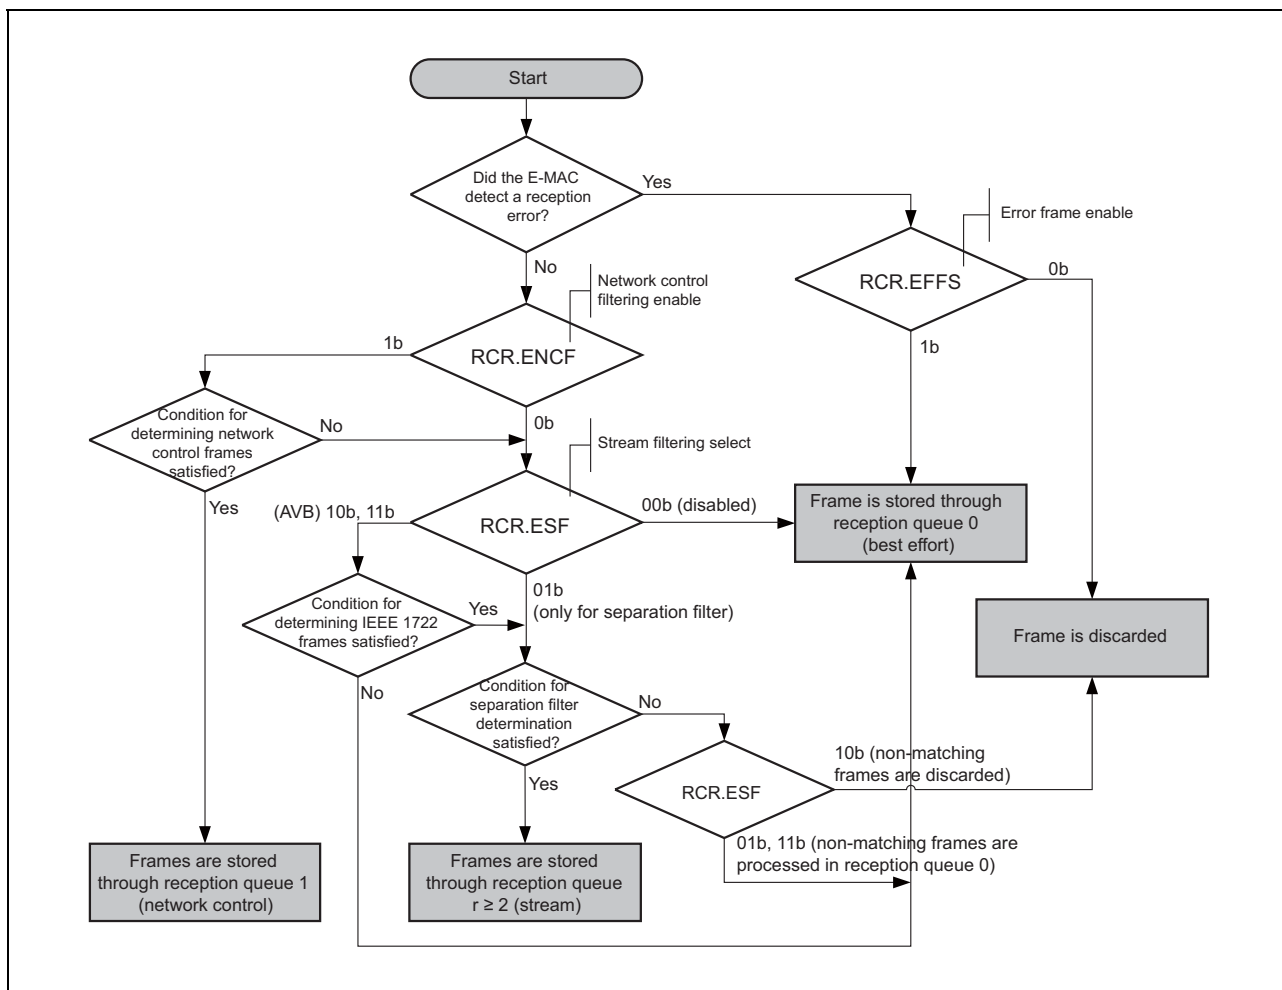 Start
Did the E-MAC
detect a reception
error?
Yes
No
Error frame enable
RCR.EFFS
0b
1b
Network control
filtering enable
RCR.ENCF
1b
0b
Condition for
determining network
control frames
satisfied?
No
Yes
Stream filtering select
RCR.ESF
00b (disabled)
(AVB) 10b, 11b
01b
(only for separation filter)
Frame is stored through
reception queue 0
(best effort)
Condition for
determining IEEE 1722
frames satisfied?
Yes
No
Frame is discarded
Condition for
separation filter
determination
satisfied?
No
Yes
RCR.ESF
10b (non-matching
frames are discarded)
01b, 11b (non-matching frames are
processed in reception queue 0)
Frames are stored
through reception queue 1
(network control)
Frames are stored
through reception queue
r ≥ 2 (stream)